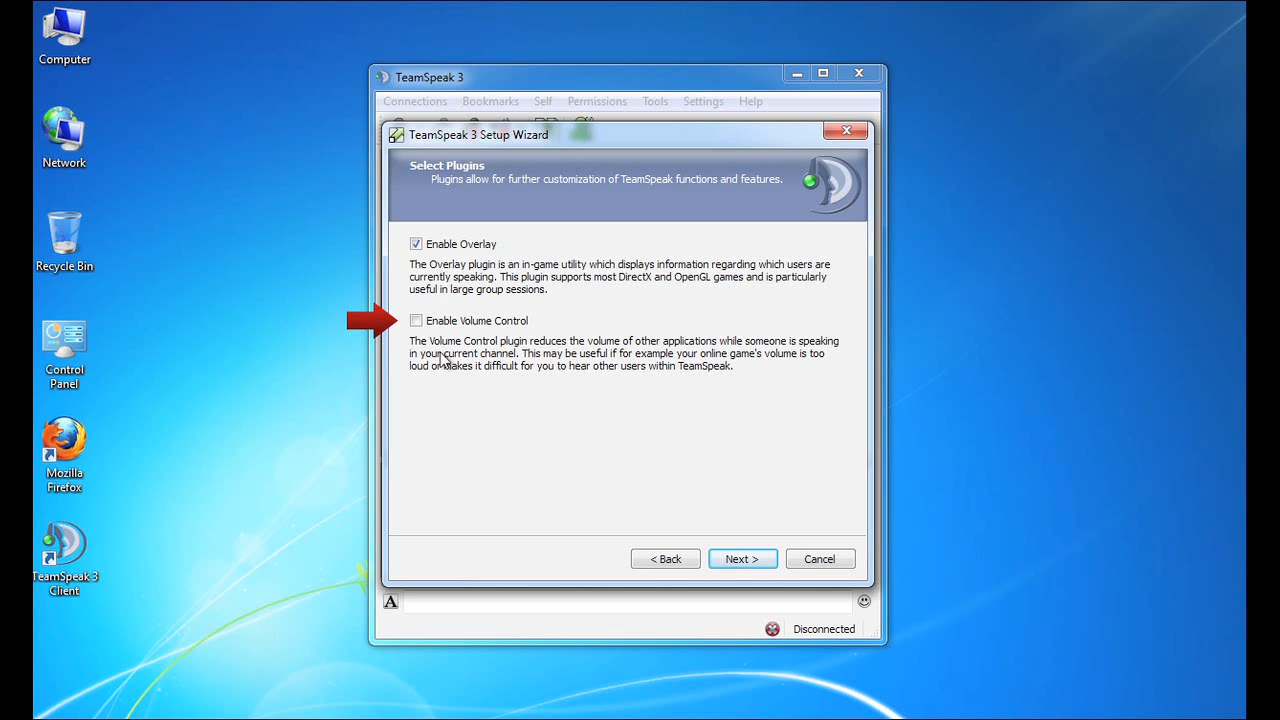 Computer
Network
Recycle Bin
Control
Panel
Mozilla
Firefox
TeamSpeak 3
Client
TeamSpeak 3
Connections Bookmarks Self Permissions Tools Settings Help
TeamSpeak 3 Setup Wizard
Select Plugins
Plugins allow for further customization of TeamSpeak functions and features.
Enable Overlay
The Overlay plugin is an in-game utility which displays information regarding which users are
currently speaking. This plugin supports most DirectX and OpenGL games and is particularly
useful in large group sessions.
Enable Volume Control
The Volume Control plugin reduces the volume of other applications while someone is speaking
in your current channel. This may be useful if for example your online game's volume is too
loud or makes it difficult for you to hear other users within TeamSpeak.
< Back Next > Cancel
A
Disconnected